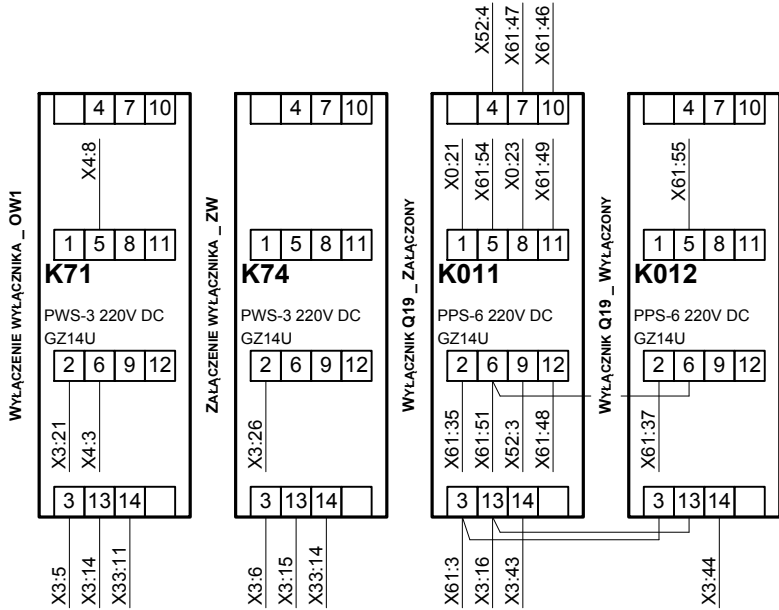 X52:4
X61:47
X61:46
WYŁĄCZENIE WYŁĄCZNIKA _ OW1
4 7 10
X4:8
1 5 8 11
K71
PWS-3 220V DC
GZ14U
2 6 9 12
X3:21
X4:3
3 13 14
X3:5
X3:14
X33:11
ZAŁĄCZENIE WYŁĄCZNIKA _ ZW
4 7 10
1 5 8 11
K74
PWS-3 220V DC
GZ14U
2 6 9 12
X3:26
3 13 14
X3:6
X3:15
X33:14
WYŁĄCZNIK Q19 _ ZAŁĄCZONY
4 7 10
X0:21
X61:54
X0:23
X61:49
1 5 8 11
K011
PPS-6 220V DC
GZ14U
2 6 9 12
X61:35
X61:51
X52:3
X61:48
3 13 14
X61:3
X3:16
X3:43
WYŁĄCZNIK Q19 _ WYŁĄCZONY
4 7 10
X61:55
1 5 8 11
K012
PPS-6 220V DC
GZ14U
2 6 9 12
X61:37
3 13 14
X3:44